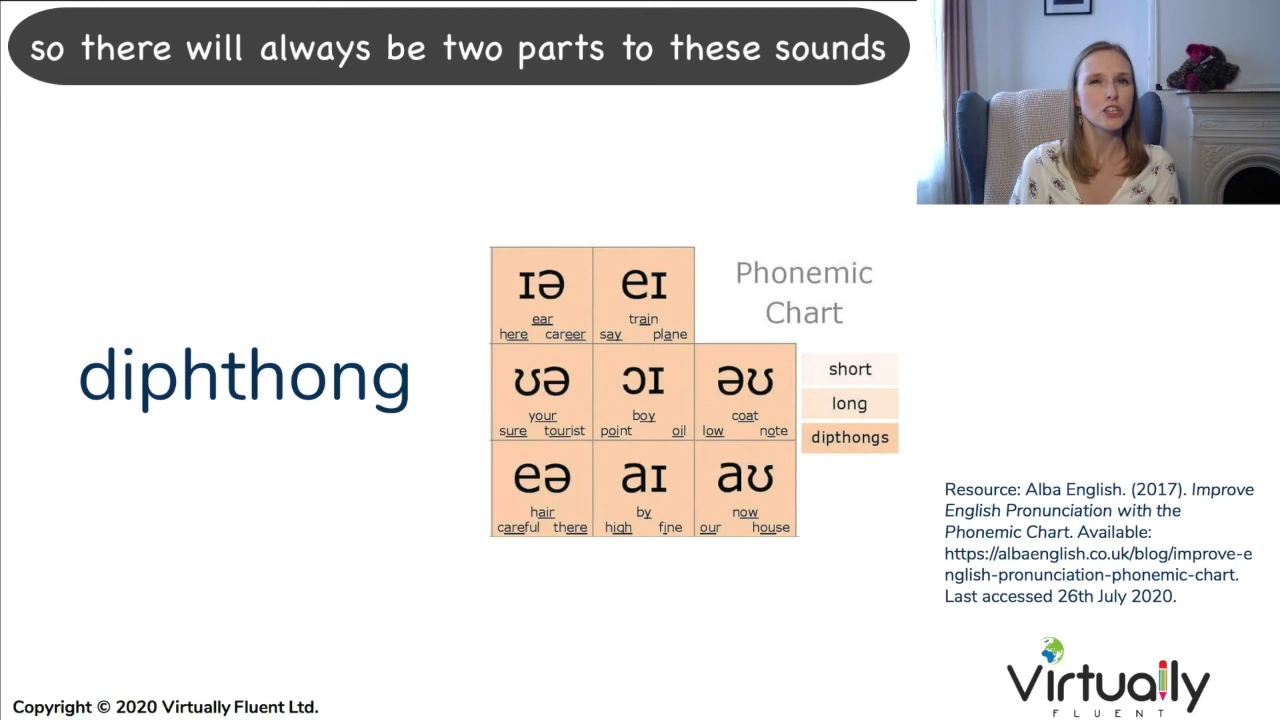 so there will always be two parts to these sounds
diphthong
ɪə eɪ
ear train
here career say plane
Phonemic
Chart
ʊə ɔɪ əʊ
your boy coat
sure tourist point oil low note
eə aɪ aʊ
hair by now
careful there high fine our house
short
long
dipthongs
Resource: Alba English. (2017). Improve
English Pronunciation with the
Phonemic Chart. Available:
https://albaenglish.co.uk/blog/improve-e
nglish-pronunciation-phonemic-chart.
Last accessed 26th July 2020.
Virtually
FLUENT
Copyright © 2020 Virtually Fluent Ltd.